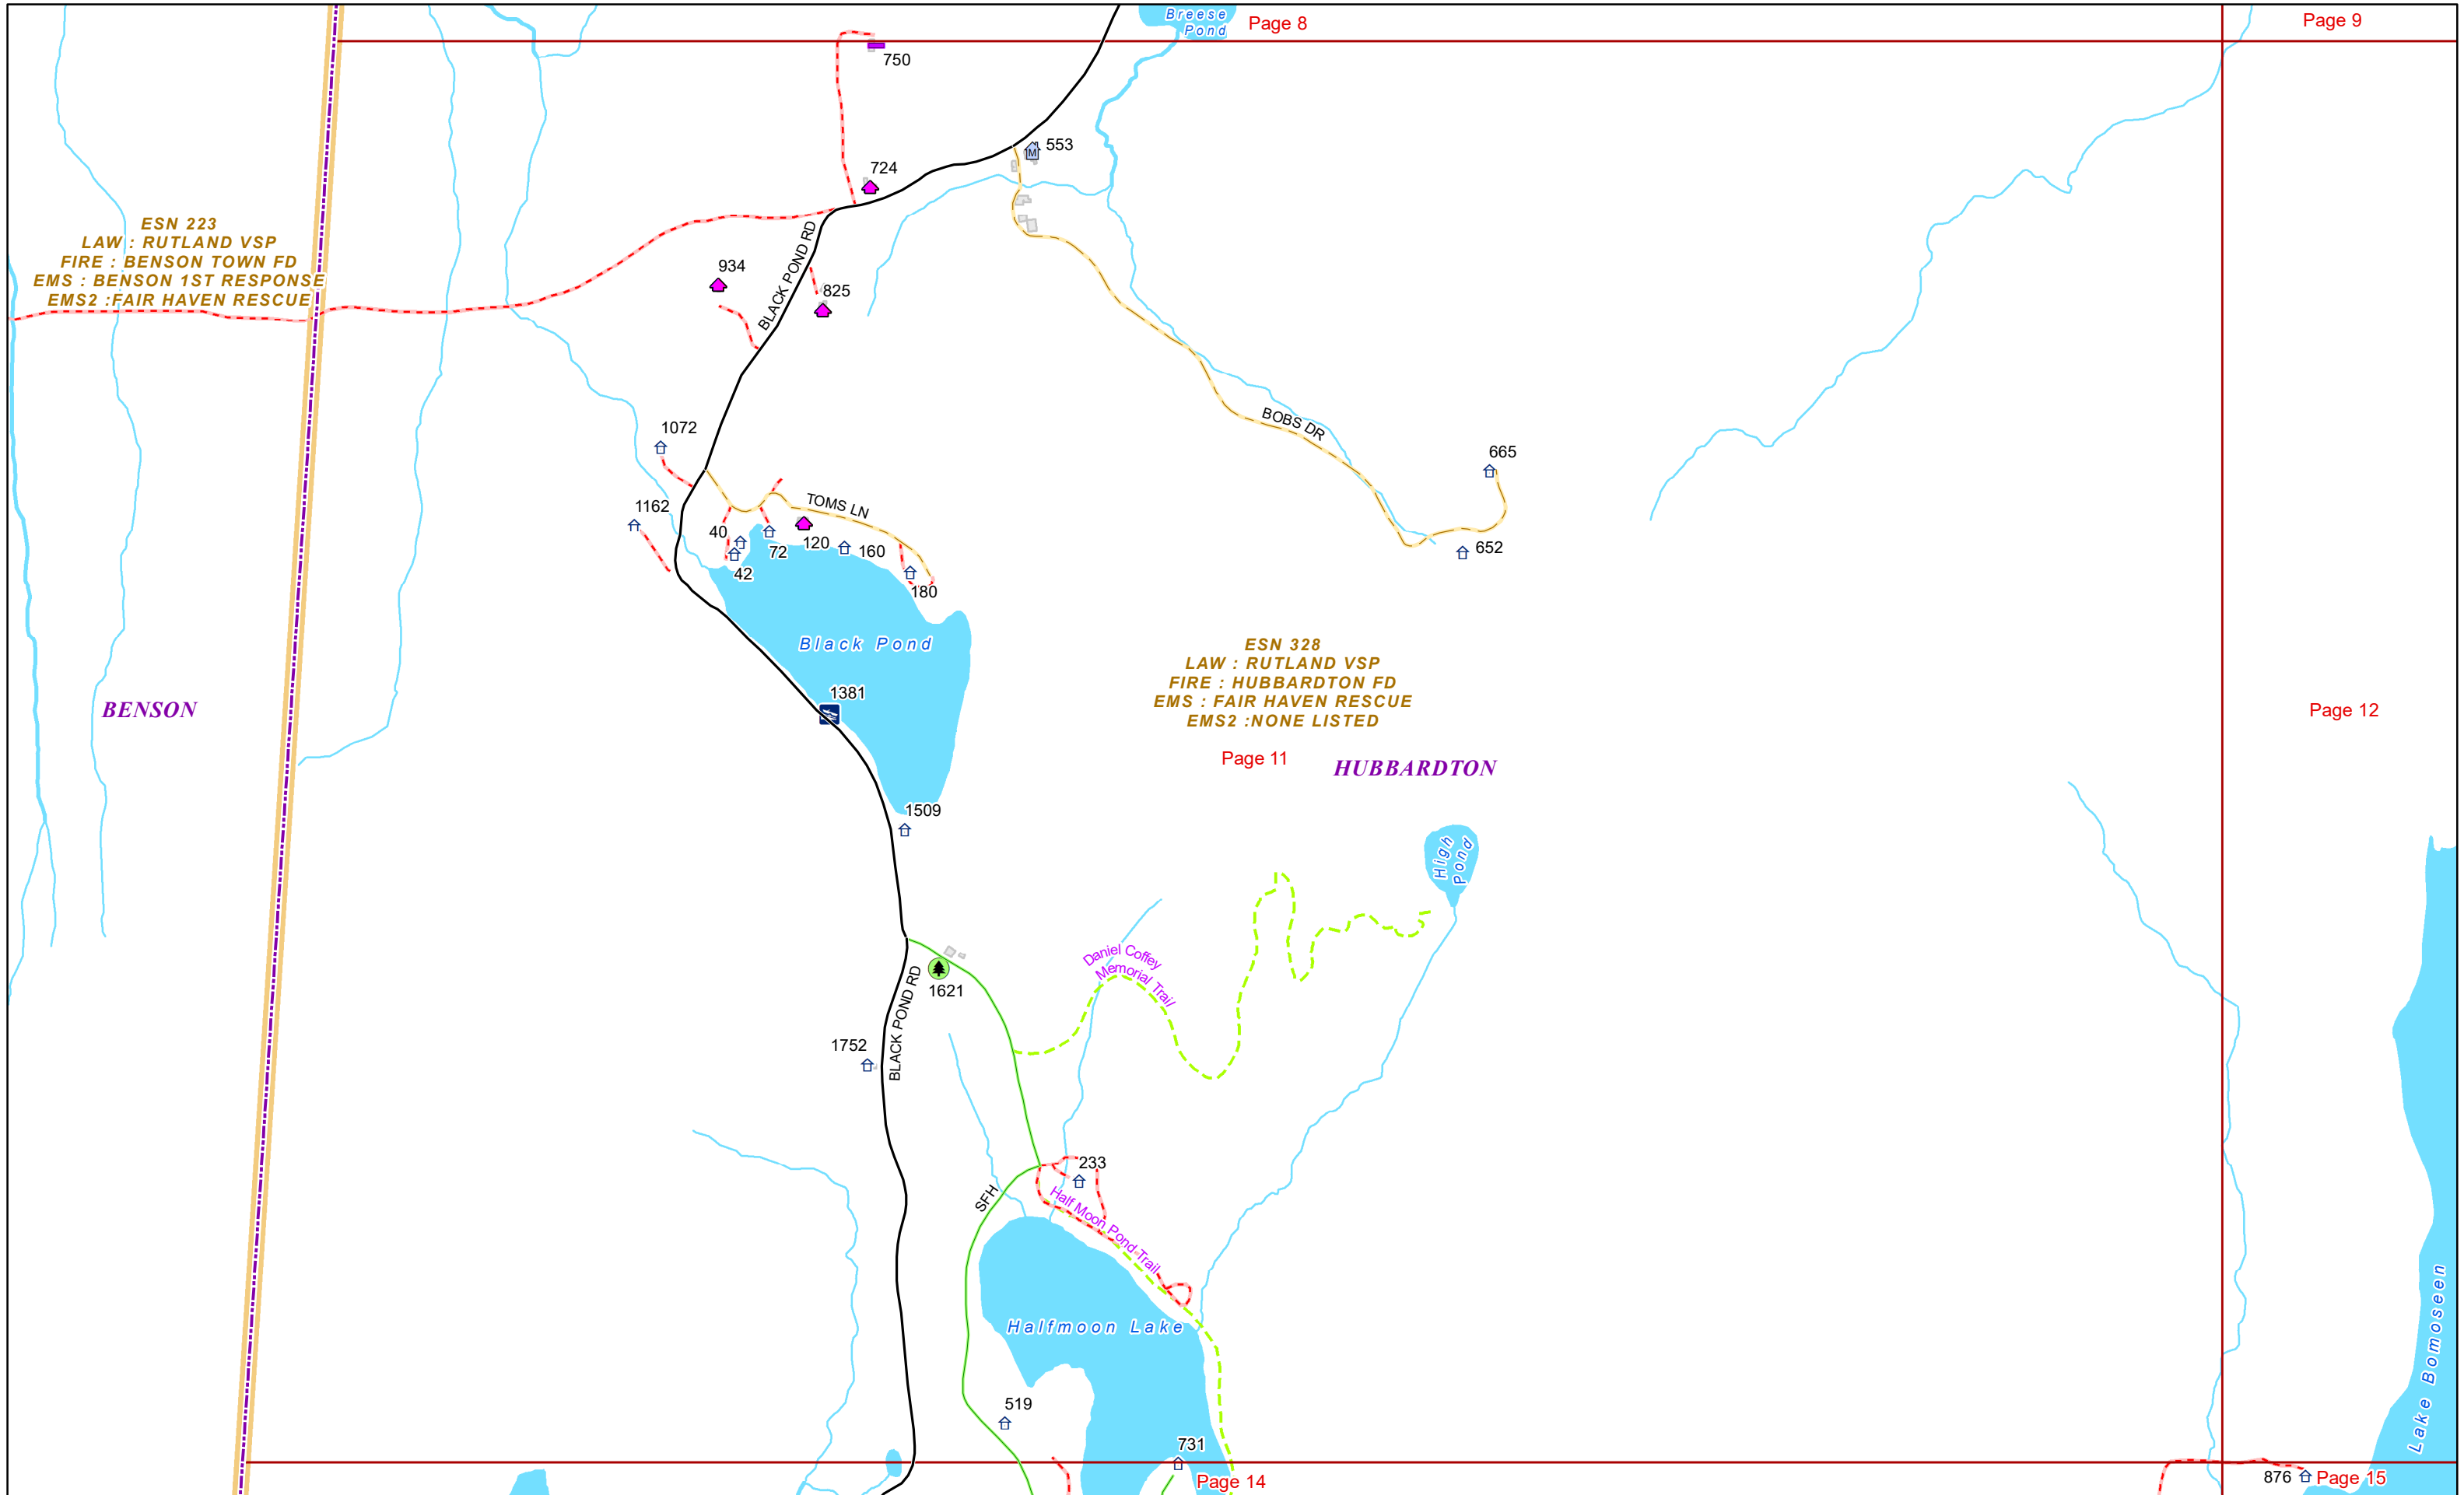 Breese
Pond
Page 8
Page 9
750
553
M
724
ESN 223
LAW : RUTLAND VSP
FIRE : BENSON TOWN FD
EMS : BENSON 1ST RESPONSE
EMS2 :FAIR HAVEN RESCUE
BLACK POND RD
934
825
BOBS DR
1072
665
1162
TOMS LN
40
72
120
160
652
42
180
Black Pond
ESN 328
LAW : RUTLAND VSP
FIRE : HUBBARDTON FD
EMS : FAIR HAVEN RESCUE
EMS2 :NONE LISTED
1381
BENSON
Page 12
Page 11
HUBBARDTON
1509
High
Pond
Daniel Coffey
Memorial Trail
1621
BLACK POND RD
1752
233
SFH
Half Moon Pond Trail
Halfmoon Lake
Lake Bomoseen
519
731
Page 14
876
Page 15